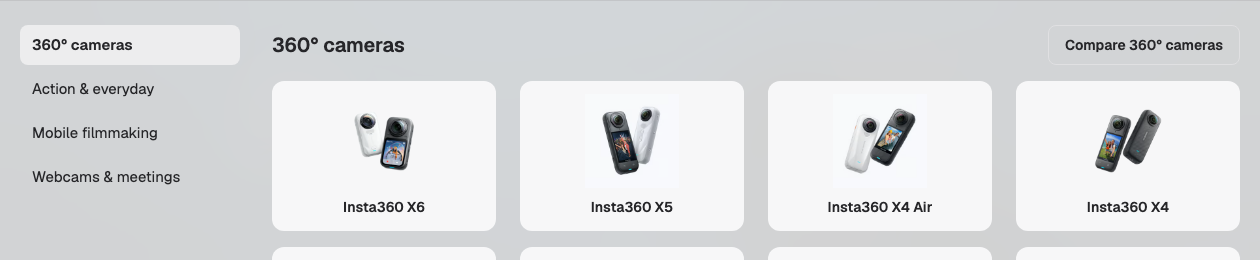 360° cameras
Action & everyday
Mobile filmmaking
Webcams & meetings
360° cameras
Compare 360° cameras
Insta360 X6
Insta360 X5
Insta360 X4 Air
Insta360 X4